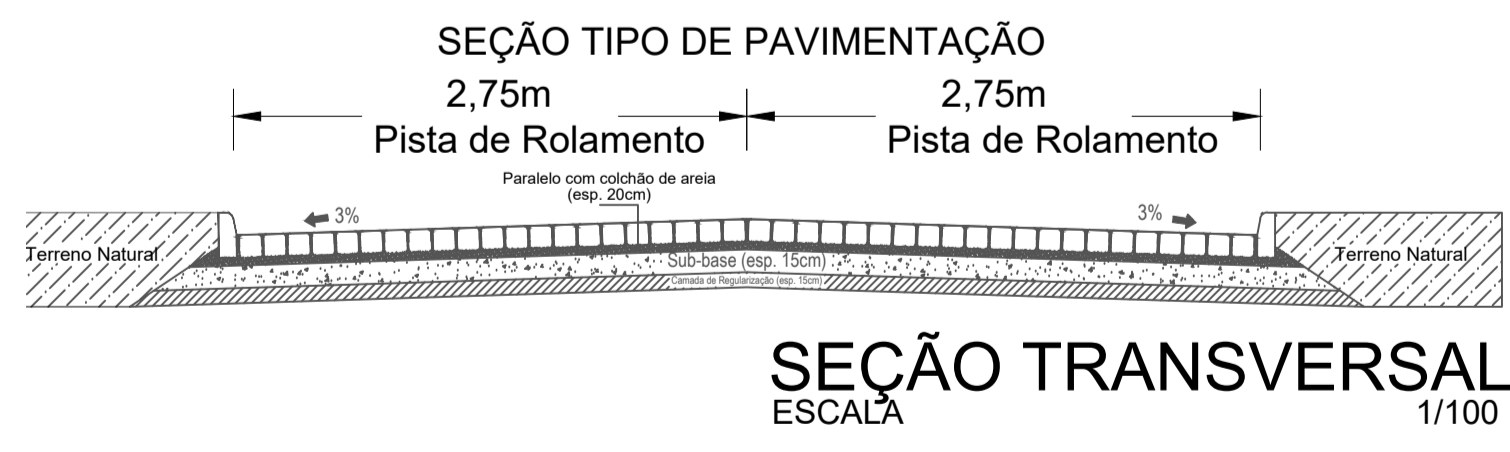 SEÇÃO TIPO DE PAVIMENTAÇÃO
2,75m
2,75m
Pista de Rolamento
Pista de Rolamento
Paralelo com colchão de areia
(esp. 20cm)
3%
3%
Terreno Natural
Sub-base (esp. 15cm)
Terreno Natural
Camada de Regularização (esp. 15cm)
SEÇÃO TRANSVERSAL
ESCALA 1/100